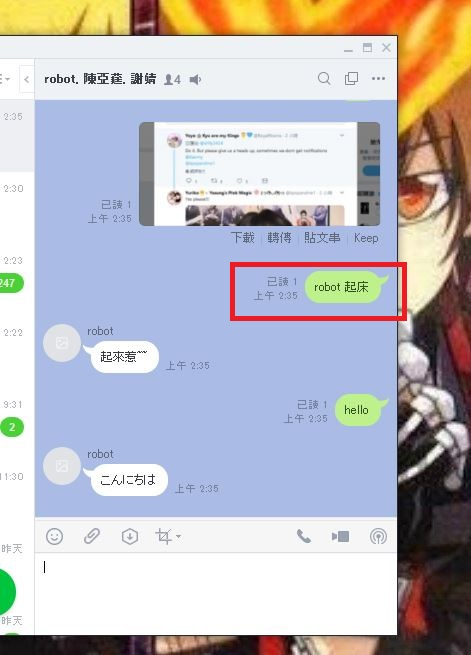 robot, 陳亞薩, 謝婧 4
2:35
2:30
2:23
247
2:22
9:31
2
11:30
昨天
昨天
已讀 1
上午 2:35
下載 轉傳 貼文串 Keep
已讀 1
上午 2:35
robot 起床
robot
起來惹~~
上午 2:35
已讀 1
上午 2:35
hello
robot
こんにちは
上午 2:35